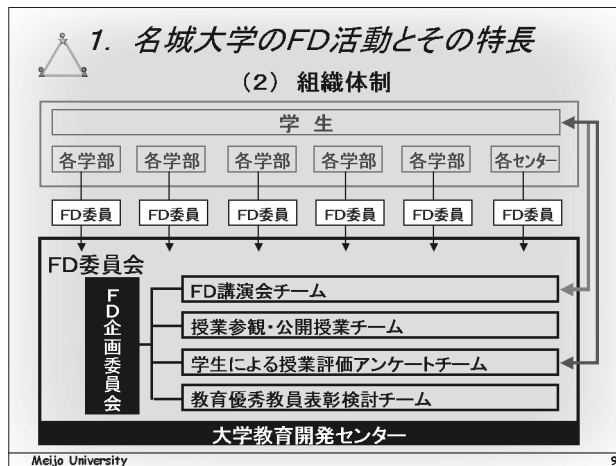 1. 名城大学のFD活動とその特長
(2) 組織体制
学 生
各学部 各学部 各学部 各学部 各学部 各センター
FD委員 FD委員 FD委員 FD委員 FD委員 FD委員
FD委員会
FD企画委員会
FD講演会チーム
授業参観・公開授業チーム
学生による授業評価アンケートチーム
教育優秀教員表彰検討チーム
大学教育開発センター
Meijo University 9